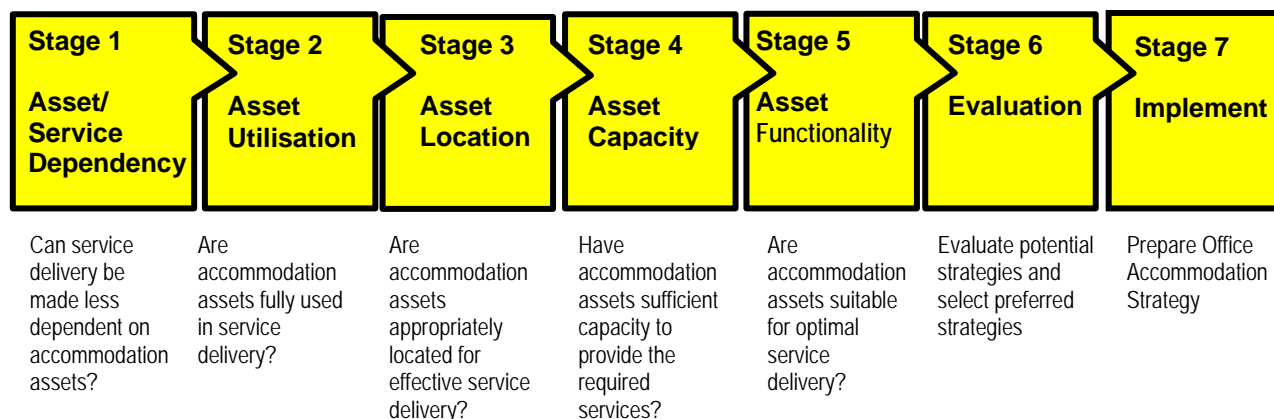 Stage 1
Asset/
Service
Dependency
Stage 2
Asset
Utilisation
Stage 3
Asset
Location
Stage 4
Asset
Capacity
Stage 5
Asset
Functionality
Stage 6
Evaluation
Stage 7
Implement
Can service
delivery be
made less
dependent on
accommodation
assets?
Are
accommodation
assets fully used
in service
delivery?
Are
accommodation
assets
appropriately
located for
effective service
delivery?
Have
accommodation
assets sufficient
capacity to
provide the
required
services?
Are
accommodation
assets suitable
for optimal
service
delivery?
Evaluate potential
strategies and
select preferred
strategies
Prepare Office
Accommodation
Strategy